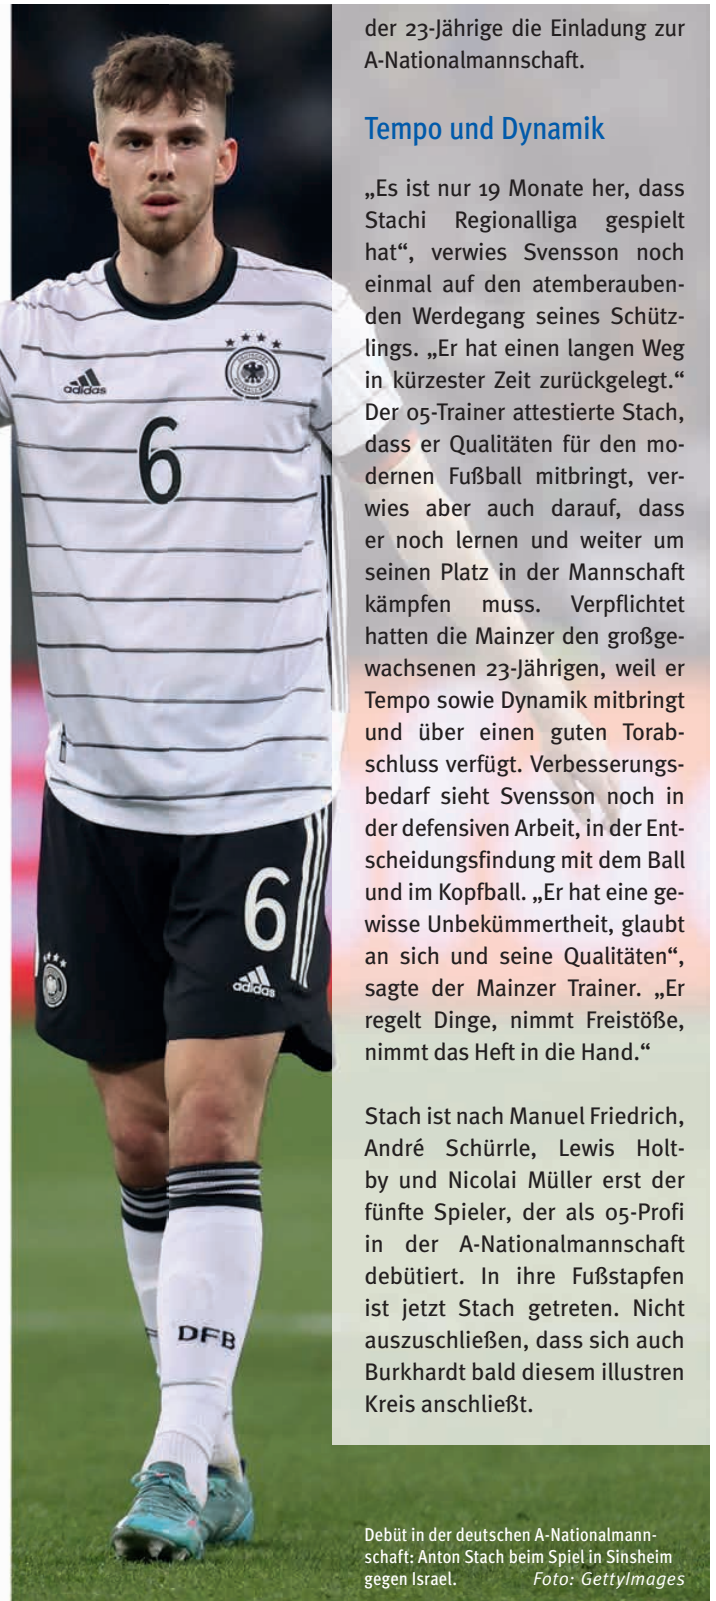 der 23-Jährige die Einladung zur
A-Nationalmannschaft.
Tempo und Dynamik
„Es ist nur 19 Monate her, dass
Stachi Regionalliga gespielt
hat“, verwies Svensson noch
einmal auf den atemberauben-
den Werdegang seines Schütz-
lings. „Er hat einen langen Weg
in kürzester Zeit zurückgelegt.“
Der 05-Trainer attestierte Stach,
dass er Qualitäten für den mo-
dernen Fußball mitbringt, ver-
wies aber auch darauf, dass
er noch lernen und weiter um
seinen Platz in der Mannschaft
kämpfen muss. Verpflichtet
hatten die Mainzer den großge-
wachsenen 23-Jährigen, weil er
Tempo sowie Dynamik mitbringt
und über einen guten Torab-
schluss verfügt. Verbesserungs-
bedarf sieht Svensson noch in
der defensiven Arbeit, in der Ent-
scheidungsfindung mit dem Ball
und im Kopfball. „Er hat eine ge-
wisse Unbekümmertheit, glaubt
an sich und seine Qualitäten“,
sagte der Mainzer Trainer. „Er
regelt Dinge, nimmt Freistöße,
nimmt das Heft in die Hand.“
Stach ist nach Manuel Friedrich,
André Schürrle, Lewis Holt-
by und Nicolai Müller erst der
fünfte Spieler, der als 05-Profi
in der A-Nationalmannschaft
debütiert. In ihre Fußstapfen
ist jetzt Stach getreten. Nicht
auszuschließen, dass sich auch
Burkhardt bald diesem illustren
Kreis anschließt.
Debüt in der deutschen A-Nationalmann-
schaft: Anton Stach beim Spiel in Sinsheim
gegen Israel. Foto: GettyImages
adidas
6
6
adidas
DFB